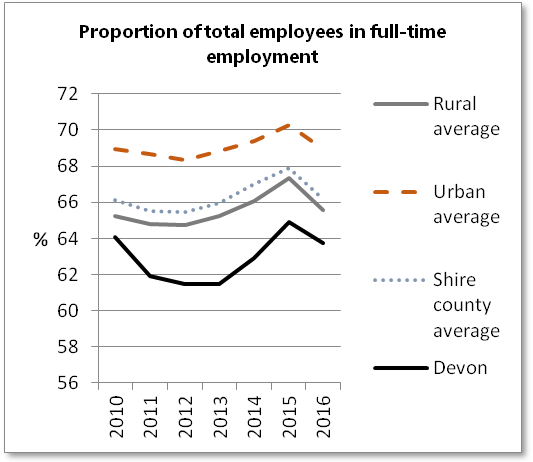 Proportion of total employees in full-time
employment
72
70
68
66
64
62
60
58
56
%
2010
2011
2012
2013
2014
2015
2016
Rural
average
Urban
average
Shire
county
average
Devon